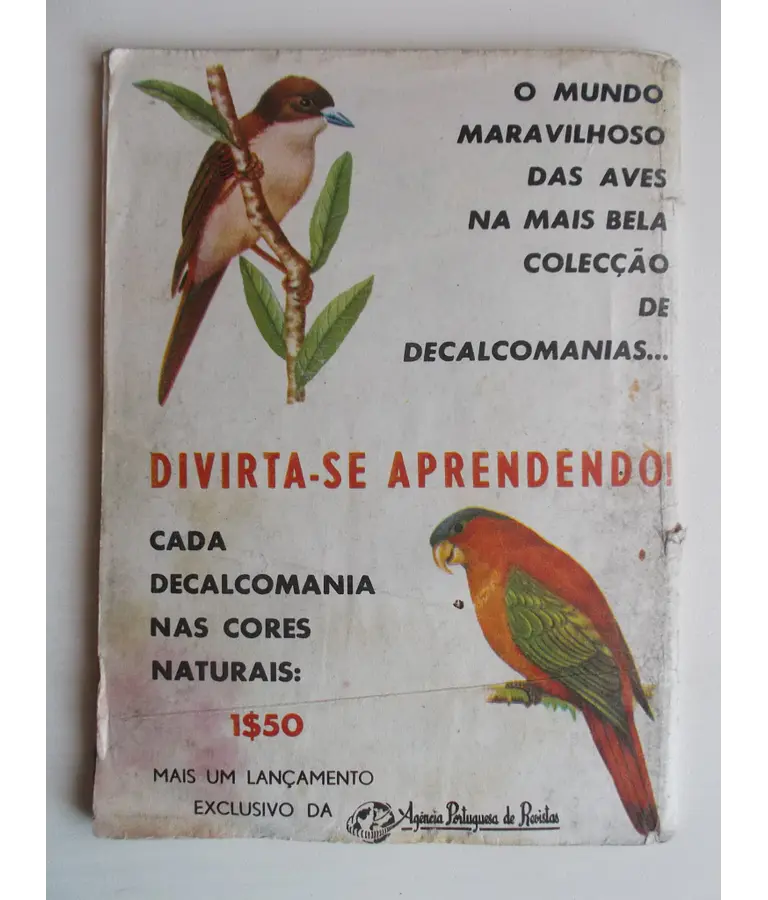 O MUNDO
MARAVILHOSO
DAS AVES
NA MAIS BELA
COLECÇÃO
DE
DECALCOMANIAS...
DIVIRTA-SE APRENDENDO!
CADA
DECALCOMANIA
NAS CORES
NATURAIS:
1$50
MAIS UM LANÇAMENTO
EXCLUSIVO DA
Agência Portuguesa de Revistas